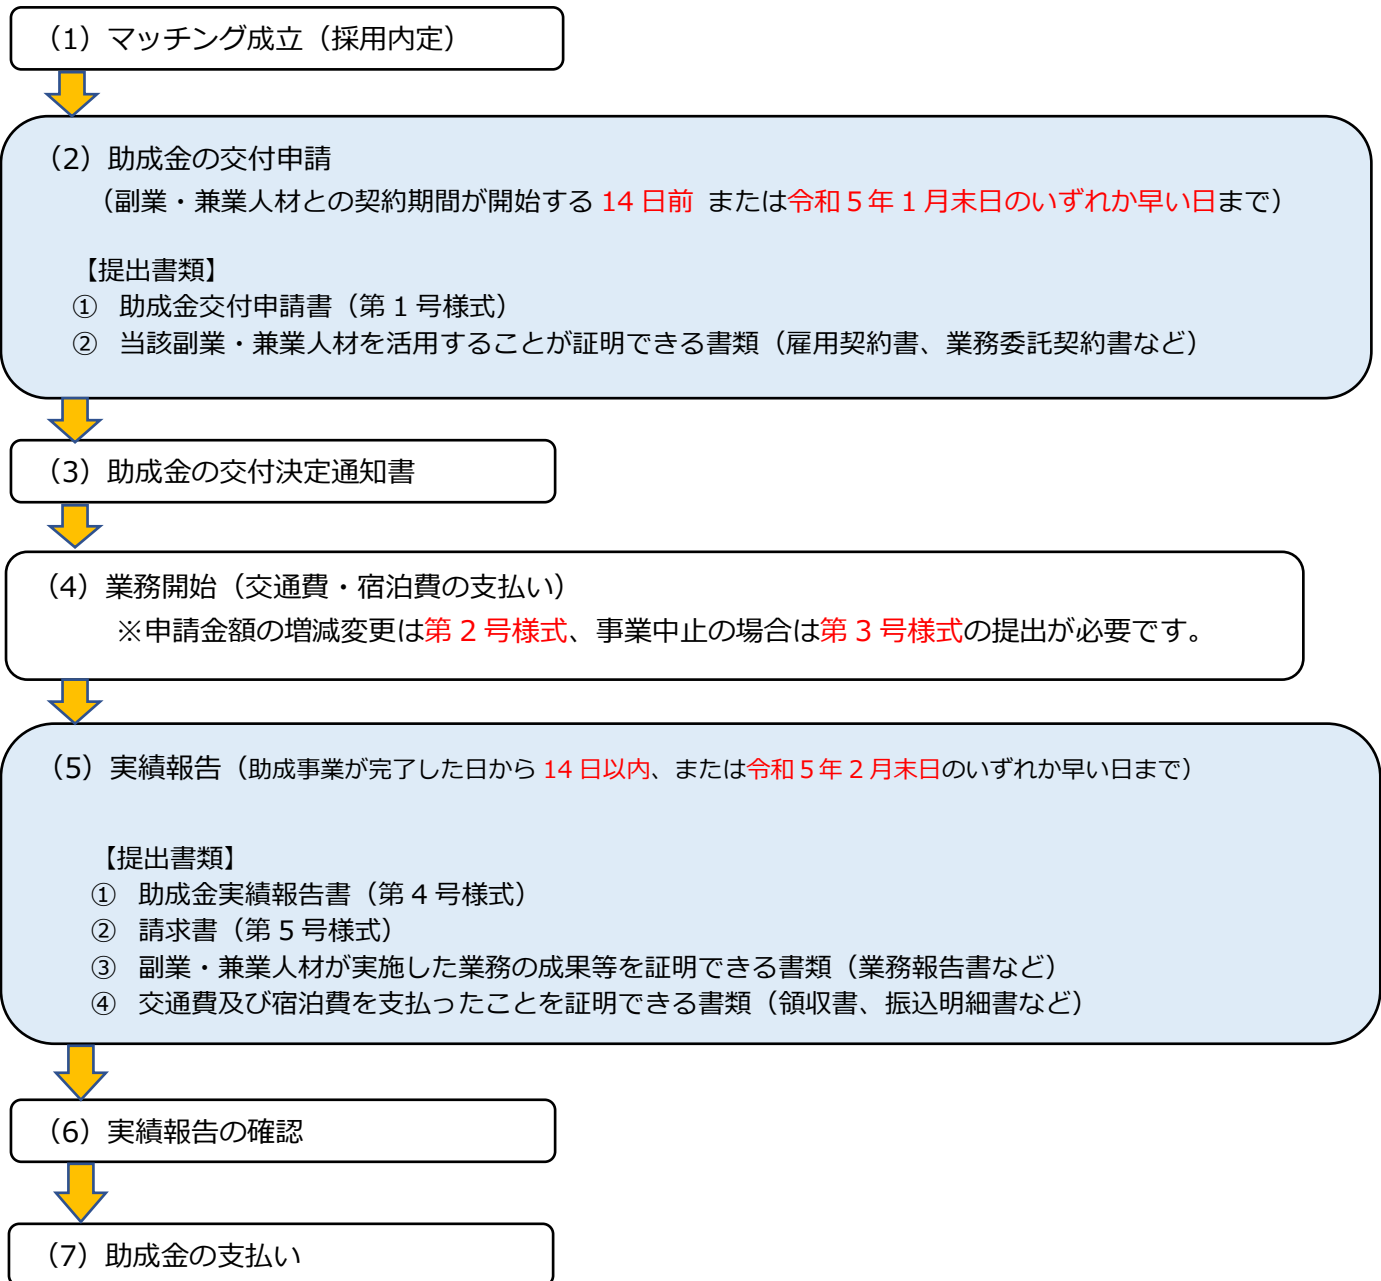 （1）マッチング成立（採用内定）
（2）助成金の交付申請
（副業・兼業人材との契約期間が開始する 14 日前 または令和５年１月末日のいずれか早い日まで）
【提出書類】
① 助成金交付申請書（第１号様式）
② 当該副業・兼業人材を活用することが証明できる書類（雇用契約書、業務委託契約書など）
（3）助成金の交付決定通知書
（4）業務開始（交通費・宿泊費の支払い）
※申請金額の増減変更は第２号様式、事業中止の場合は第３号様式の提出が必要です。
（5）実績報告（助成事業が完了した日から 14 日以内、または令和５年２月末日のいずれか早い日まで）
【提出書類】
① 助成金実績報告書（第４号様式）
② 請求書（第５号様式）
③ 副業・兼業人材が実施した業務の成果等を証明できる書類（業務報告書など）
④ 交通費及び宿泊費を支払ったことを証明できる書類（領収書、振込明細書など）
（6）実績報告の確認
（7）助成金の支払い